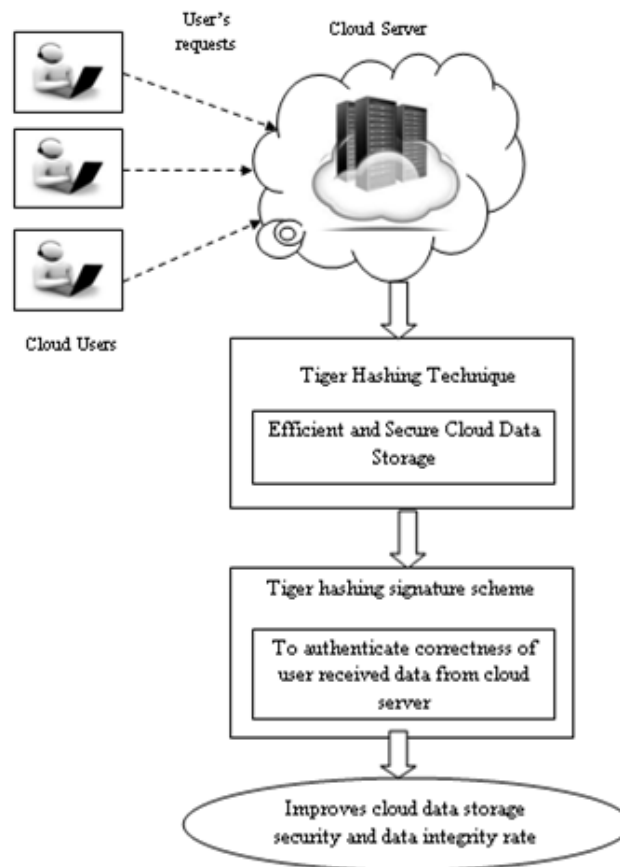 User's
requests
Cloud Server
Cloud Users
Tiger Hashing Technique
Efficient and Secure Cloud Data
Storage
Tiger hashing signature scheme
To authenticate correctness of
user received data from cloud
server
Improves cloud data storage
security and data integrity rate